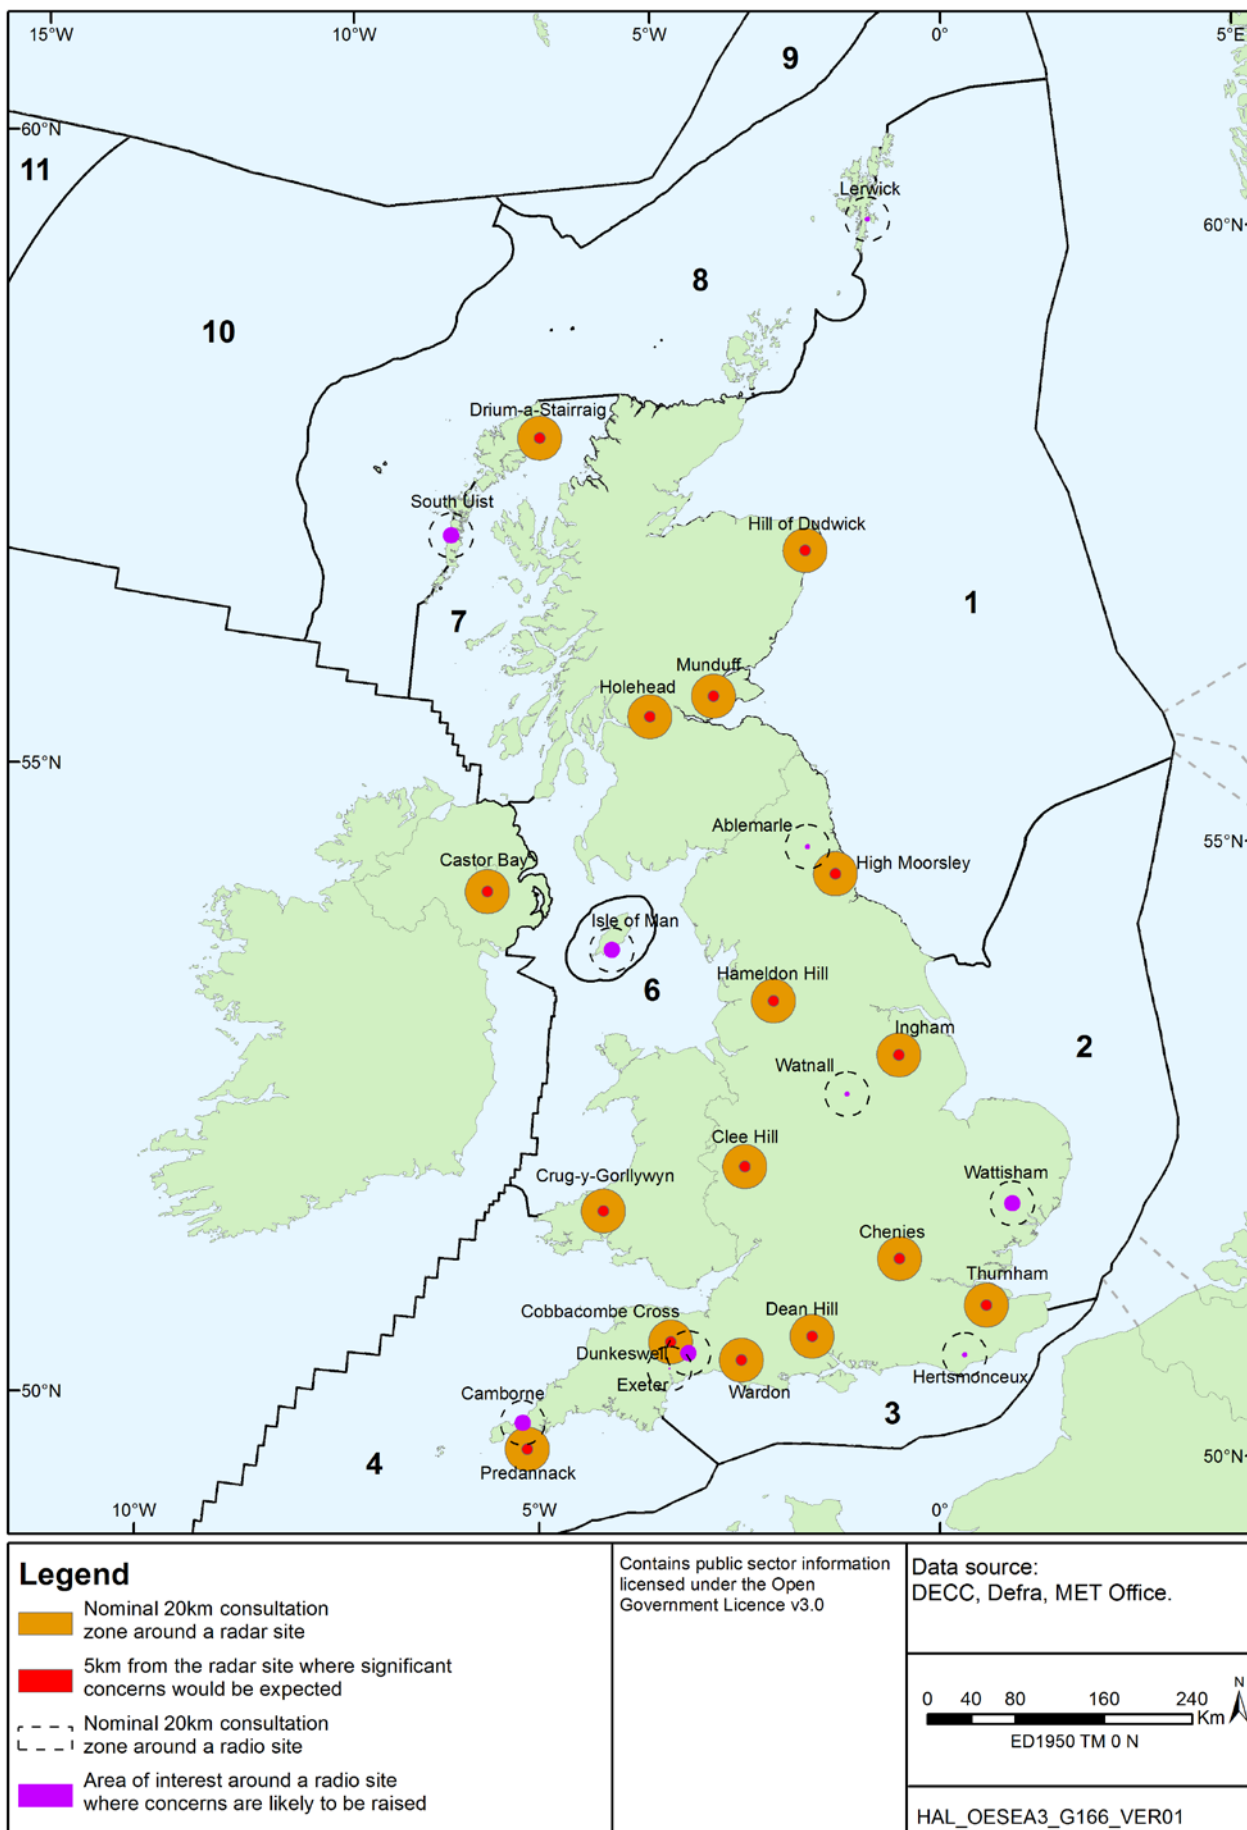 15°W
10°W
5°W
0°
5°E
9
60°N
11
Lerwick
60°N
8
10
Drium-a-Stairraig
South Uist
Hill of Dudwick
1
7
Munduff
Holehead
55°N
Ablemarle
55°N
Castor Bay
High Moorsley
Isle of Man
Hameldon Hill
6
Ingham
2
Watnall
Clee Hill
Crug-y-Gorllywyn
Wattisham
Chenies
Thurnham
Cobbacombe Cross
Dean Hill
Dunkeswell
Exeter
Hertsmonceux
50°N
Camborne
Wardon
3
4
50°N
Predannack
10°W
5°W
0°
Legend
Nominal 20km consultation
zone around a radar site
5km from the radar site where significant
concerns would be expected
Nominal 20km consultation
zone around a radio site
Area of interest around a radio site
where concerns are likely to be raised
Contains public sector information
licensed under the Open
Government Licence v3.0
Data source:
DECC, Defra, MET Office.
N
0 40 80 160 240
Km
ED1950 TM 0 N
HAL_OESEA3_G166_VER01